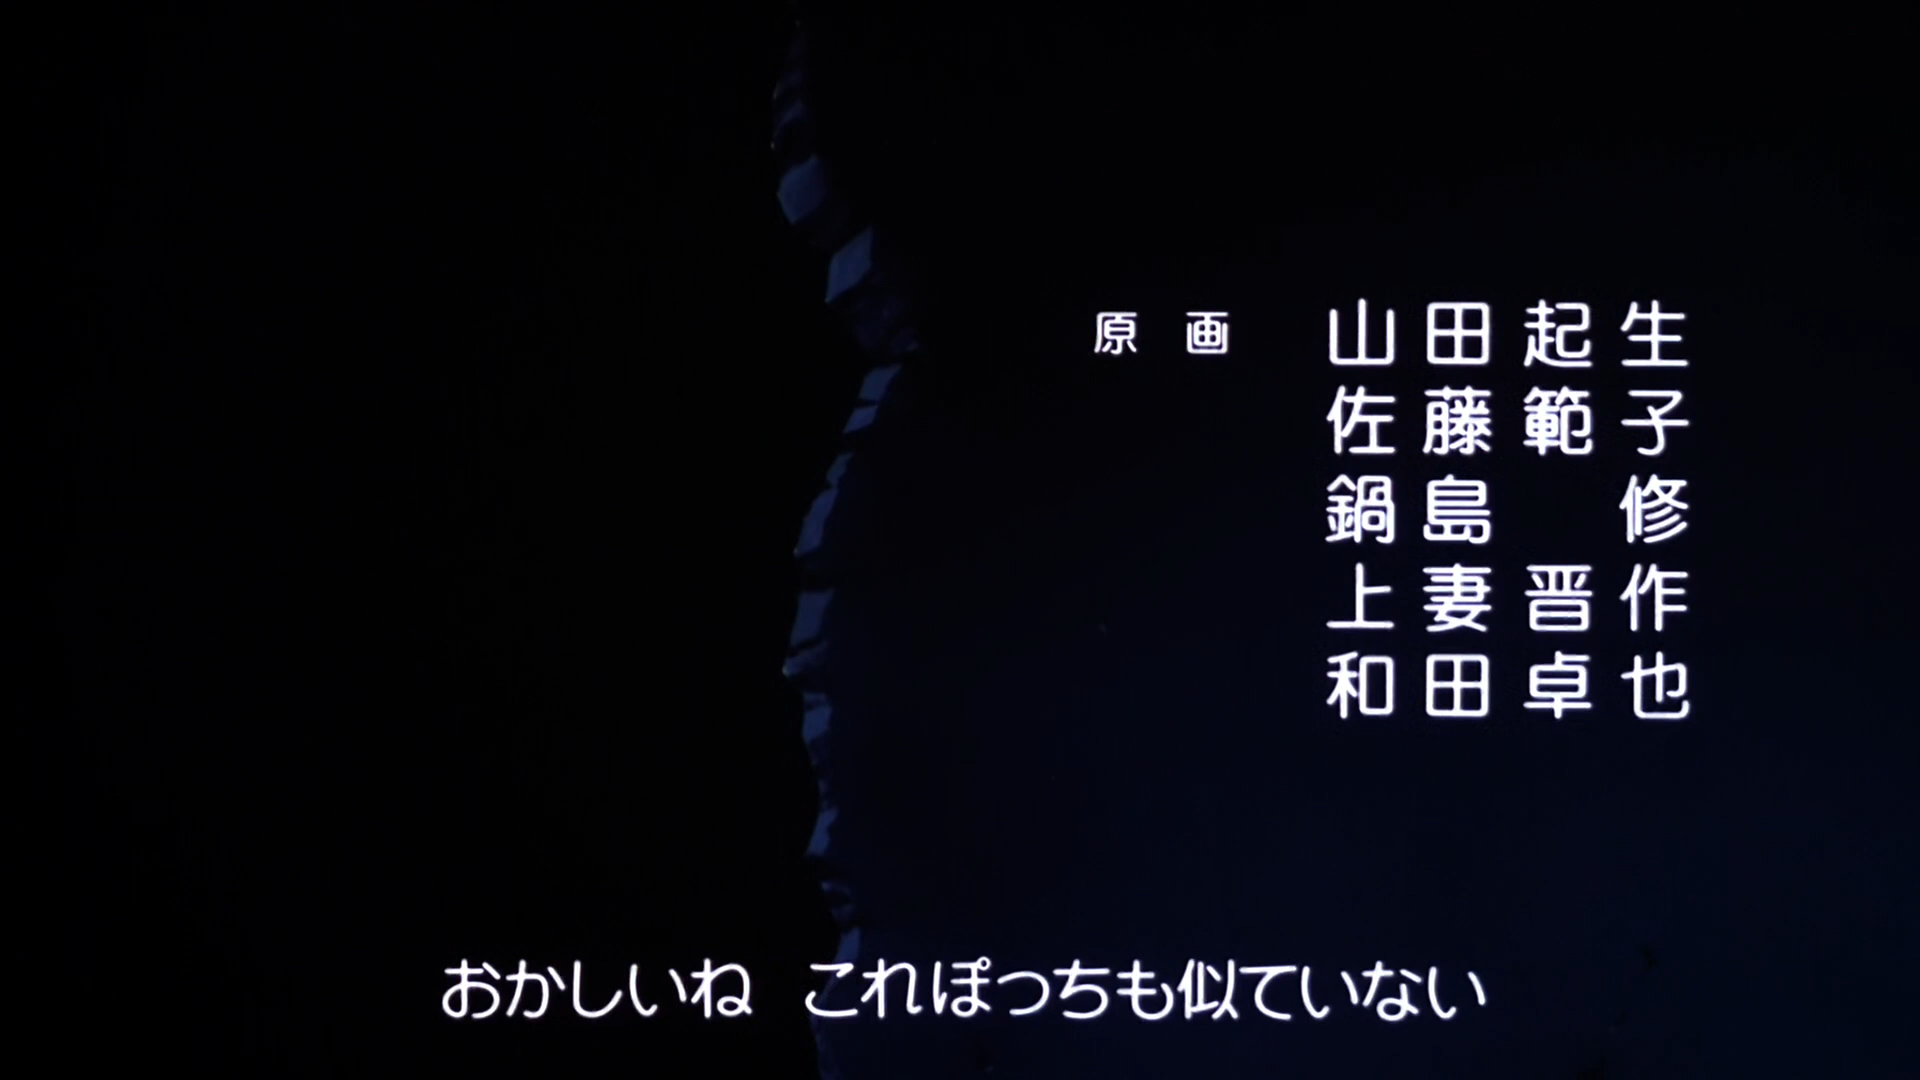 原画 山田起生
佐藤範子
鍋島 修
上妻晋作
和田卓也
おかしいね これぽっちも似ていない